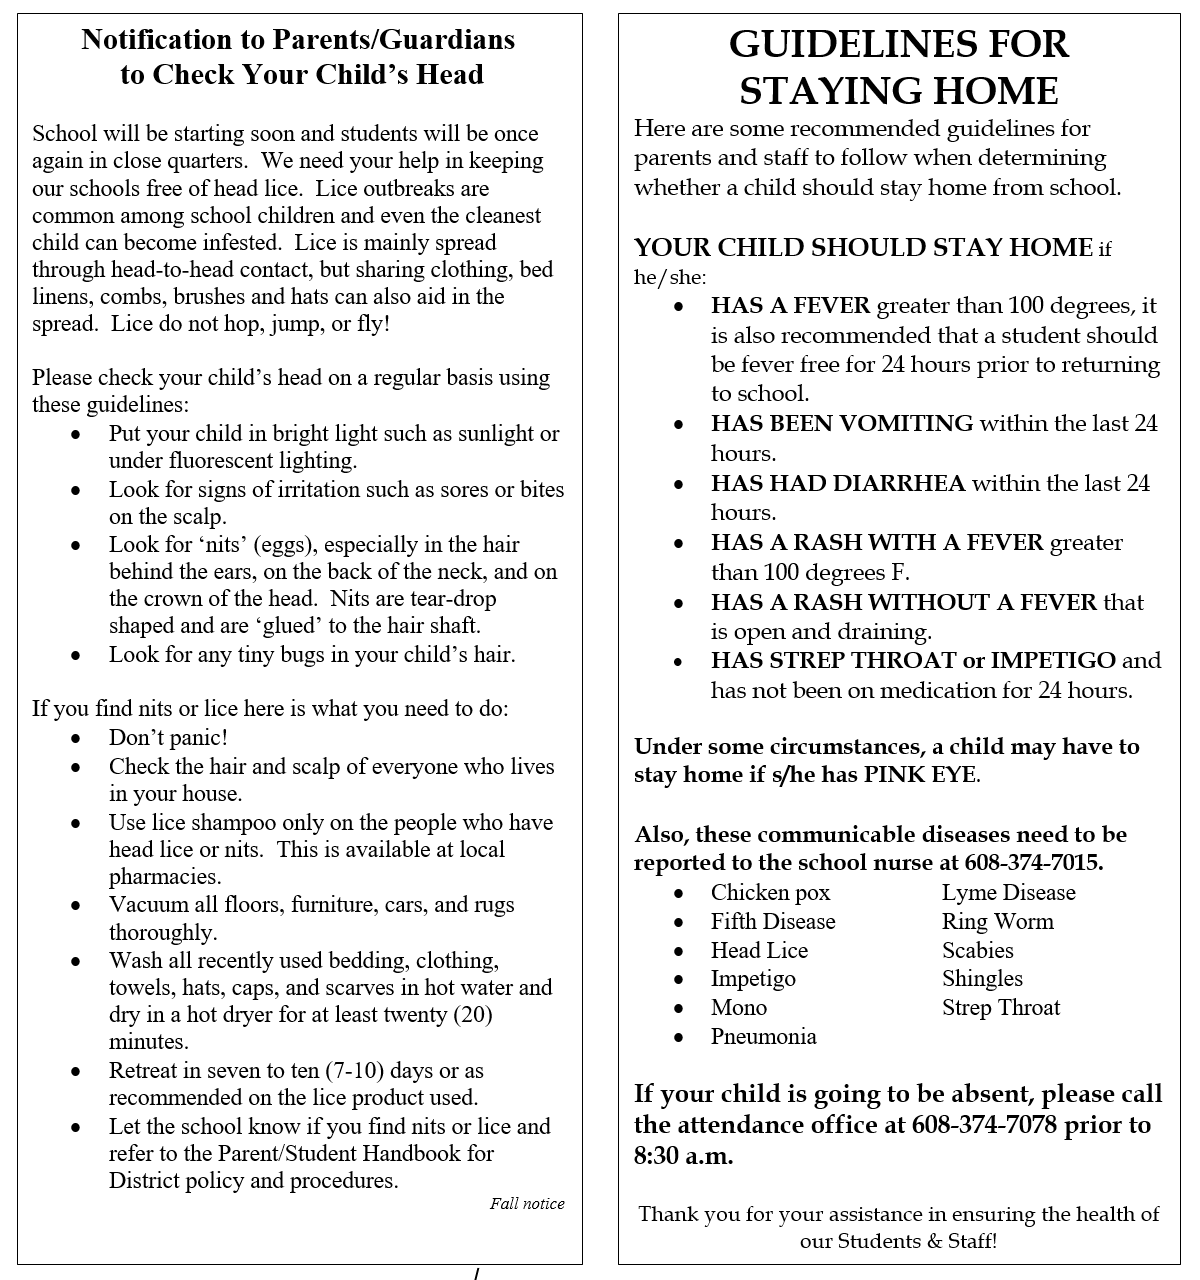 Notification to Parents/Guardians
to Check Your Child's Head
School will be starting soon and students will be once
again in close quarters.  We need your help in keeping
our schools free of head lice.  Lice outbreaks are
common among school children and even the cleanest
child can become infested.  Lice is mainly spread
through head-to-head contact, but sharing clothing, bed
linens, combs, brushes and hats can also aid in the
spread.  Lice do not hop, jump, or fly!
Please check your child's head on a regular basis using
these guidelines:
• Put your child in bright light such as sunlight or
under fluorescent lighting.
• Look for signs of irritation such as sores or bites
on the scalp.
• Look for 'nits' (eggs), especially in the hair
behind the ears, on the back of the neck, and on
the crown of the head.  Nits are tear-drop
shaped and are 'glued' to the hair shaft.
• Look for any tiny bugs in your child's hair.
If you find nits or lice here is what you need to do:
• Don't panic!
• Check the hair and scalp of everyone who lives
in your house.
• Use lice shampoo only on the people who have
head lice or nits.  This is available at local
pharmacies.
• Vacuum all floors, furniture, cars, and rugs
thoroughly.
• Wash all recently used bedding, clothing,
towels, hats, caps, and scarves in hot water and
dry in a hot dryer for at least twenty (20)
minutes.
• Retreat in seven to ten (7-10) days or as
recommended on the lice product used.
• Let the school know if you find nits or lice and
refer to the Parent/Student Handbook for
District policy and procedures.
Fall notice
/
GUIDELINES FOR
STAYING HOME
Here are some recommended guidelines for
parents and staff to follow when determining
whether a child should stay home from school.
YOUR CHILD SHOULD STAY HOME if
he/she:
• HAS A FEVER greater than 100 degrees, it
is also recommended that a student should
be fever free for 24 hours prior to returning
to school.
• HAS BEEN VOMITING within the last 24
hours.
• HAS HAD DIARRHEA within the last 24
hours.
• HAS A RASH WITH A FEVER greater
than 100 degrees F.
• HAS A RASH WITHOUT A FEVER that
is open and draining.
• HAS STREP THROAT or IMPETIGO and
has not been on medication for 24 hours.
Under some circumstances, a child may have to
stay home if s/he has PINK EYE.
Also, these communicable diseases need to be
reported to the school nurse at 608-374-7015.
• Chicken pox Lyme Disease
• Fifth Disease Ring Worm
• Head Lice Scabies
• Impetigo Shingles
• Mono Strep Throat
• Pneumonia
If your child is going to be absent, please call
the attendance office at 608-374-7078 prior to
8:30 a.m.
Thank you for your assistance in ensuring the health of
our Students & Staff!